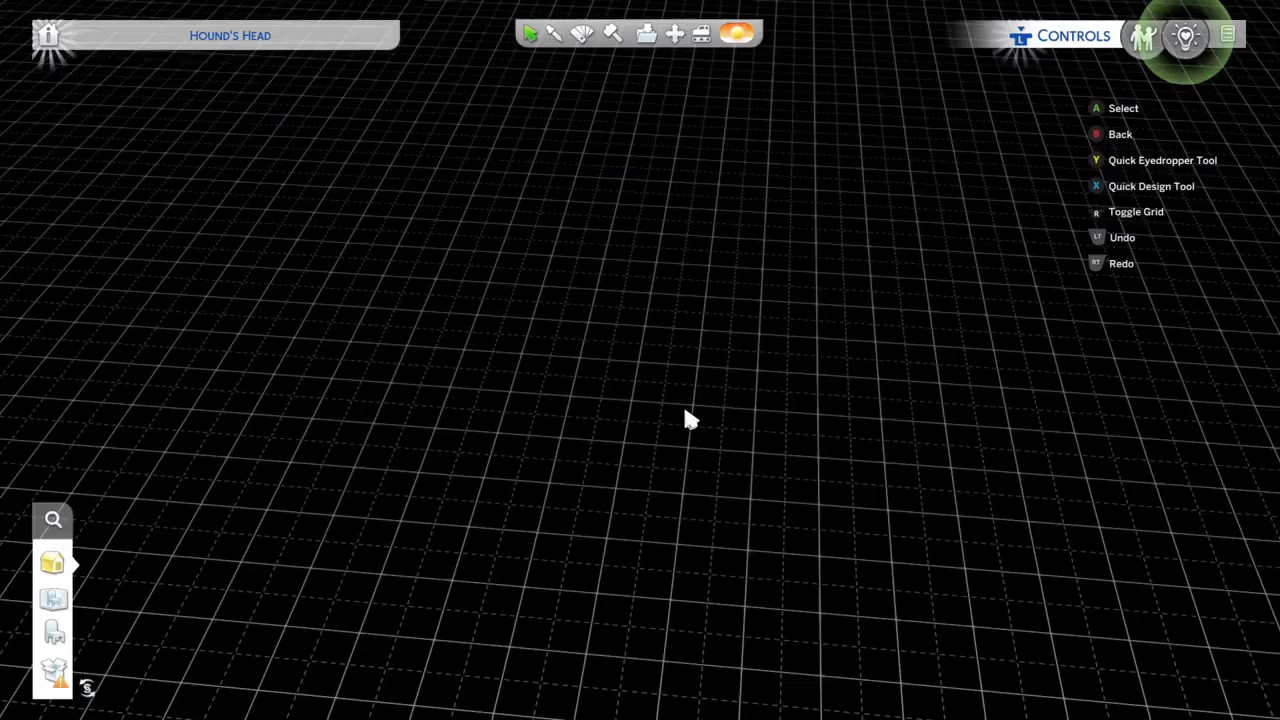 HOUND'S HEAD
L CONTROLS
A Select
B Back
Y Quick Eyedropper Tool
X Quick Design Tool
R Toggle Grid
LT Undo
RT Redo